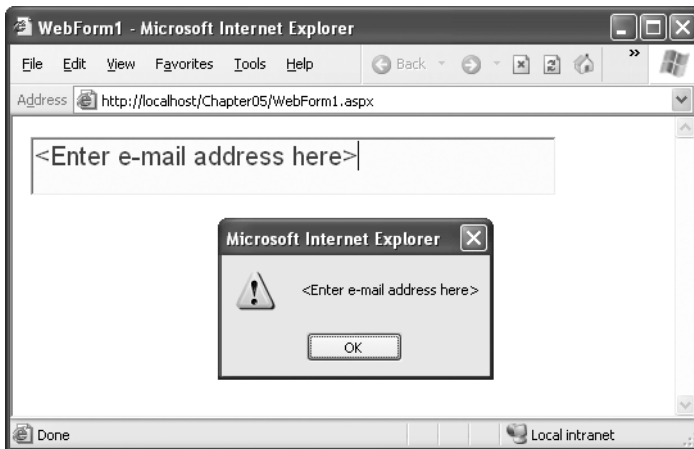 WebForm1 - Microsoft Internet Explorer
File Edit View Favorites Tools Help Back »
Address http://localhost/Chapter05/WebForm1.aspx
<Enter e-mail address here>
Microsoft Internet Explorer
<Enter e-mail address here>
OK
Done Local intranet